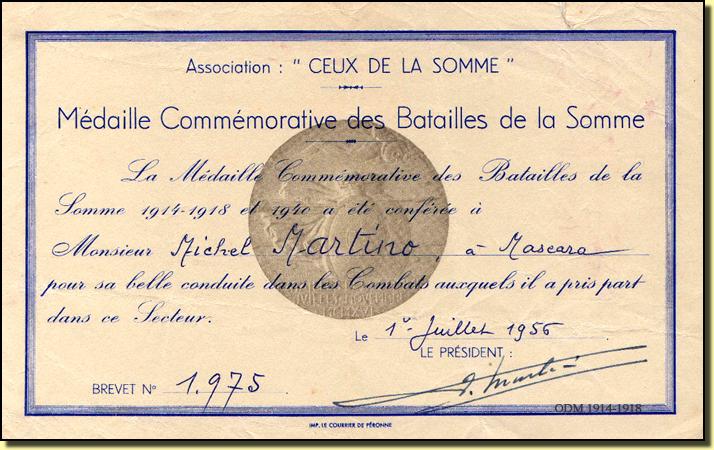 Association : " CEUX DE LA SOMME "
Médaille Commémorative des Batailles de la Somme
La Médaille Commémorative des Batailles de la
Somme 1914-1918 et 1940 a été conférée à
Monsieur Michel Martino, à Mascara
pour sa belle conduite dans les Combats auxquels il a pris part
dans ce Secteur.
Le 1er Juillet 1956
LE PRÉSIDENT :
BREVET No 1.975
ODM 1914-1918
IMP. LE COURRIER DE PÉRONNE